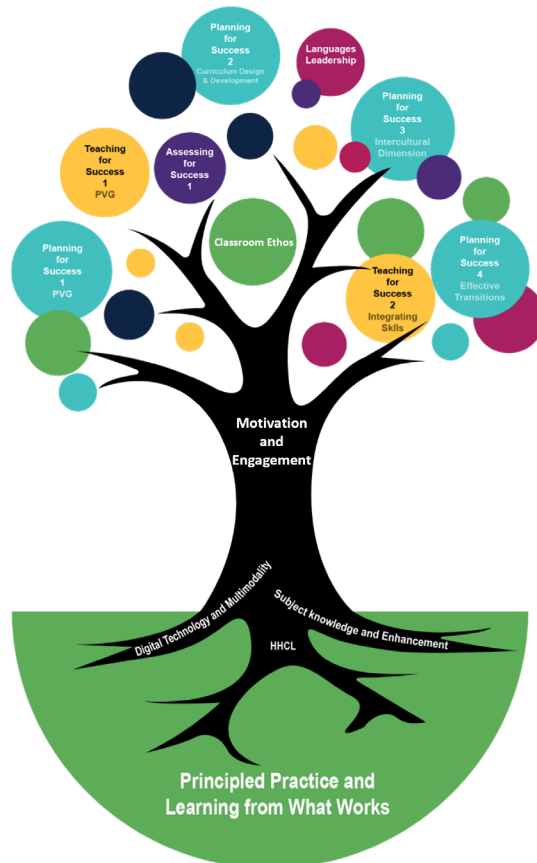 Planning
for
Success
2
Curriculum Design
& Development
Languages
Leadership
Planning
for
Success
3
Intercultural
Dimension
Teaching
for
Success
1
PVG
Assessing
for
Success
1
Classroom Ethos
Planning
for
Success
1
PVG
Planning
for
Success
4
Effective
Transitions
Teaching
for
Success
2
Integrating
Sklls
Motivation
and
Engagement
Digital Technology and Multimodality
Subject knowledge and Enhancement
HHCL
Principled Practice and
Learning from What Works